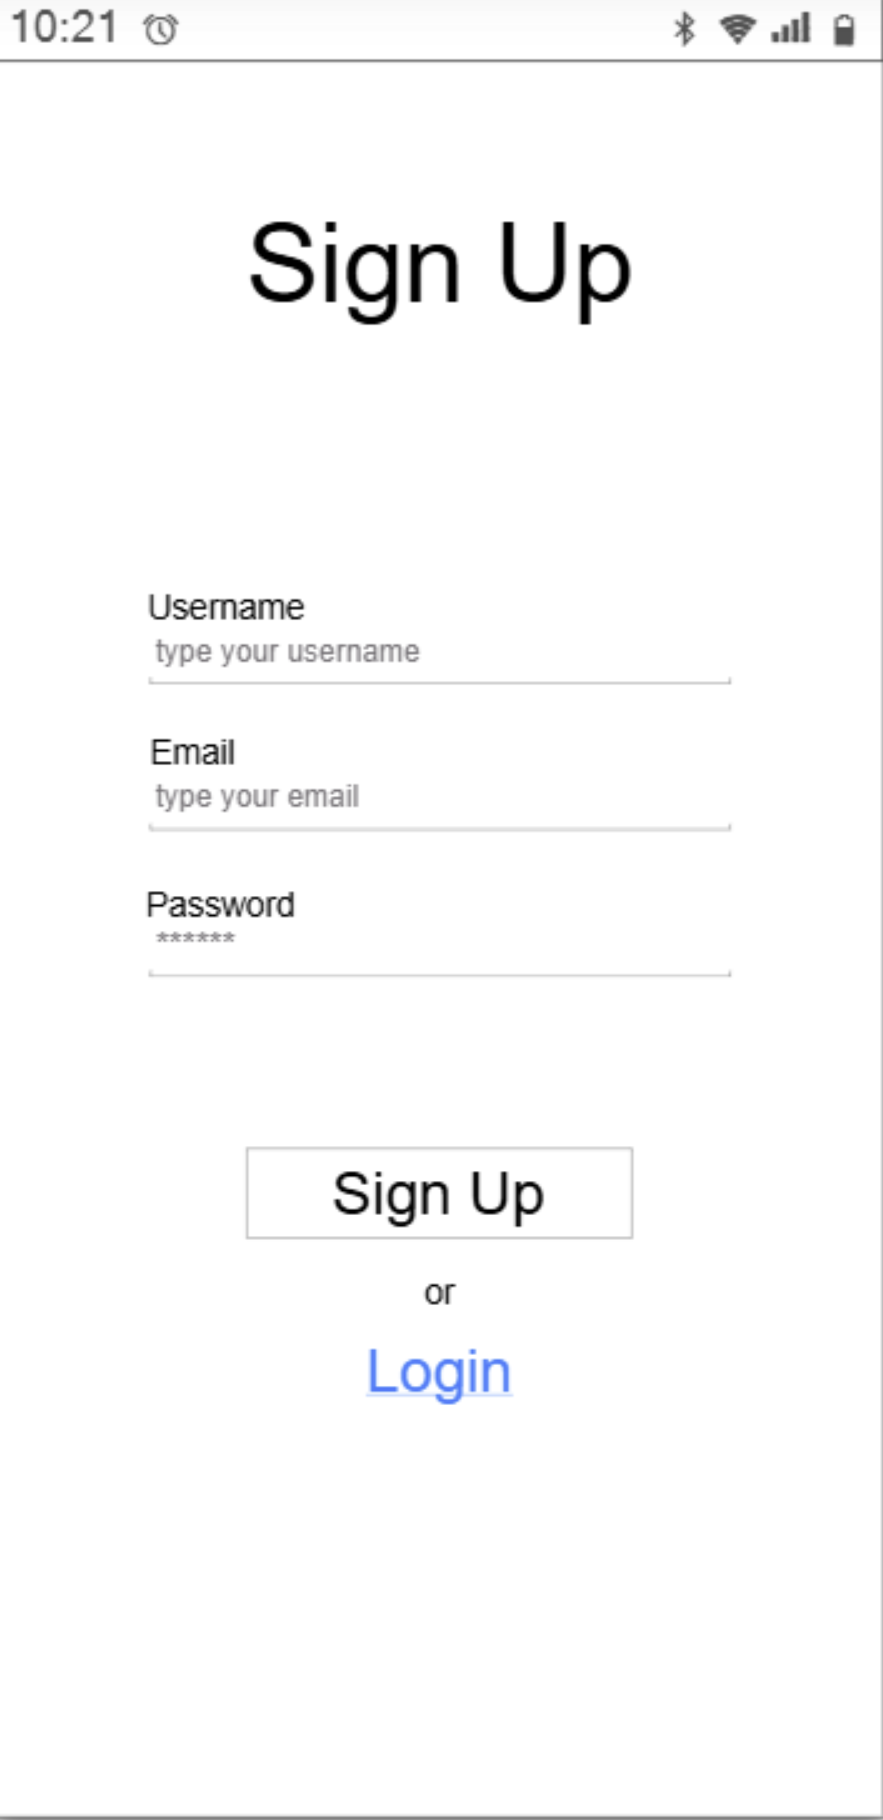 10:21
Sign Up
Username
type your username
Email
type your email
Password
******
Sign Up
or
Login